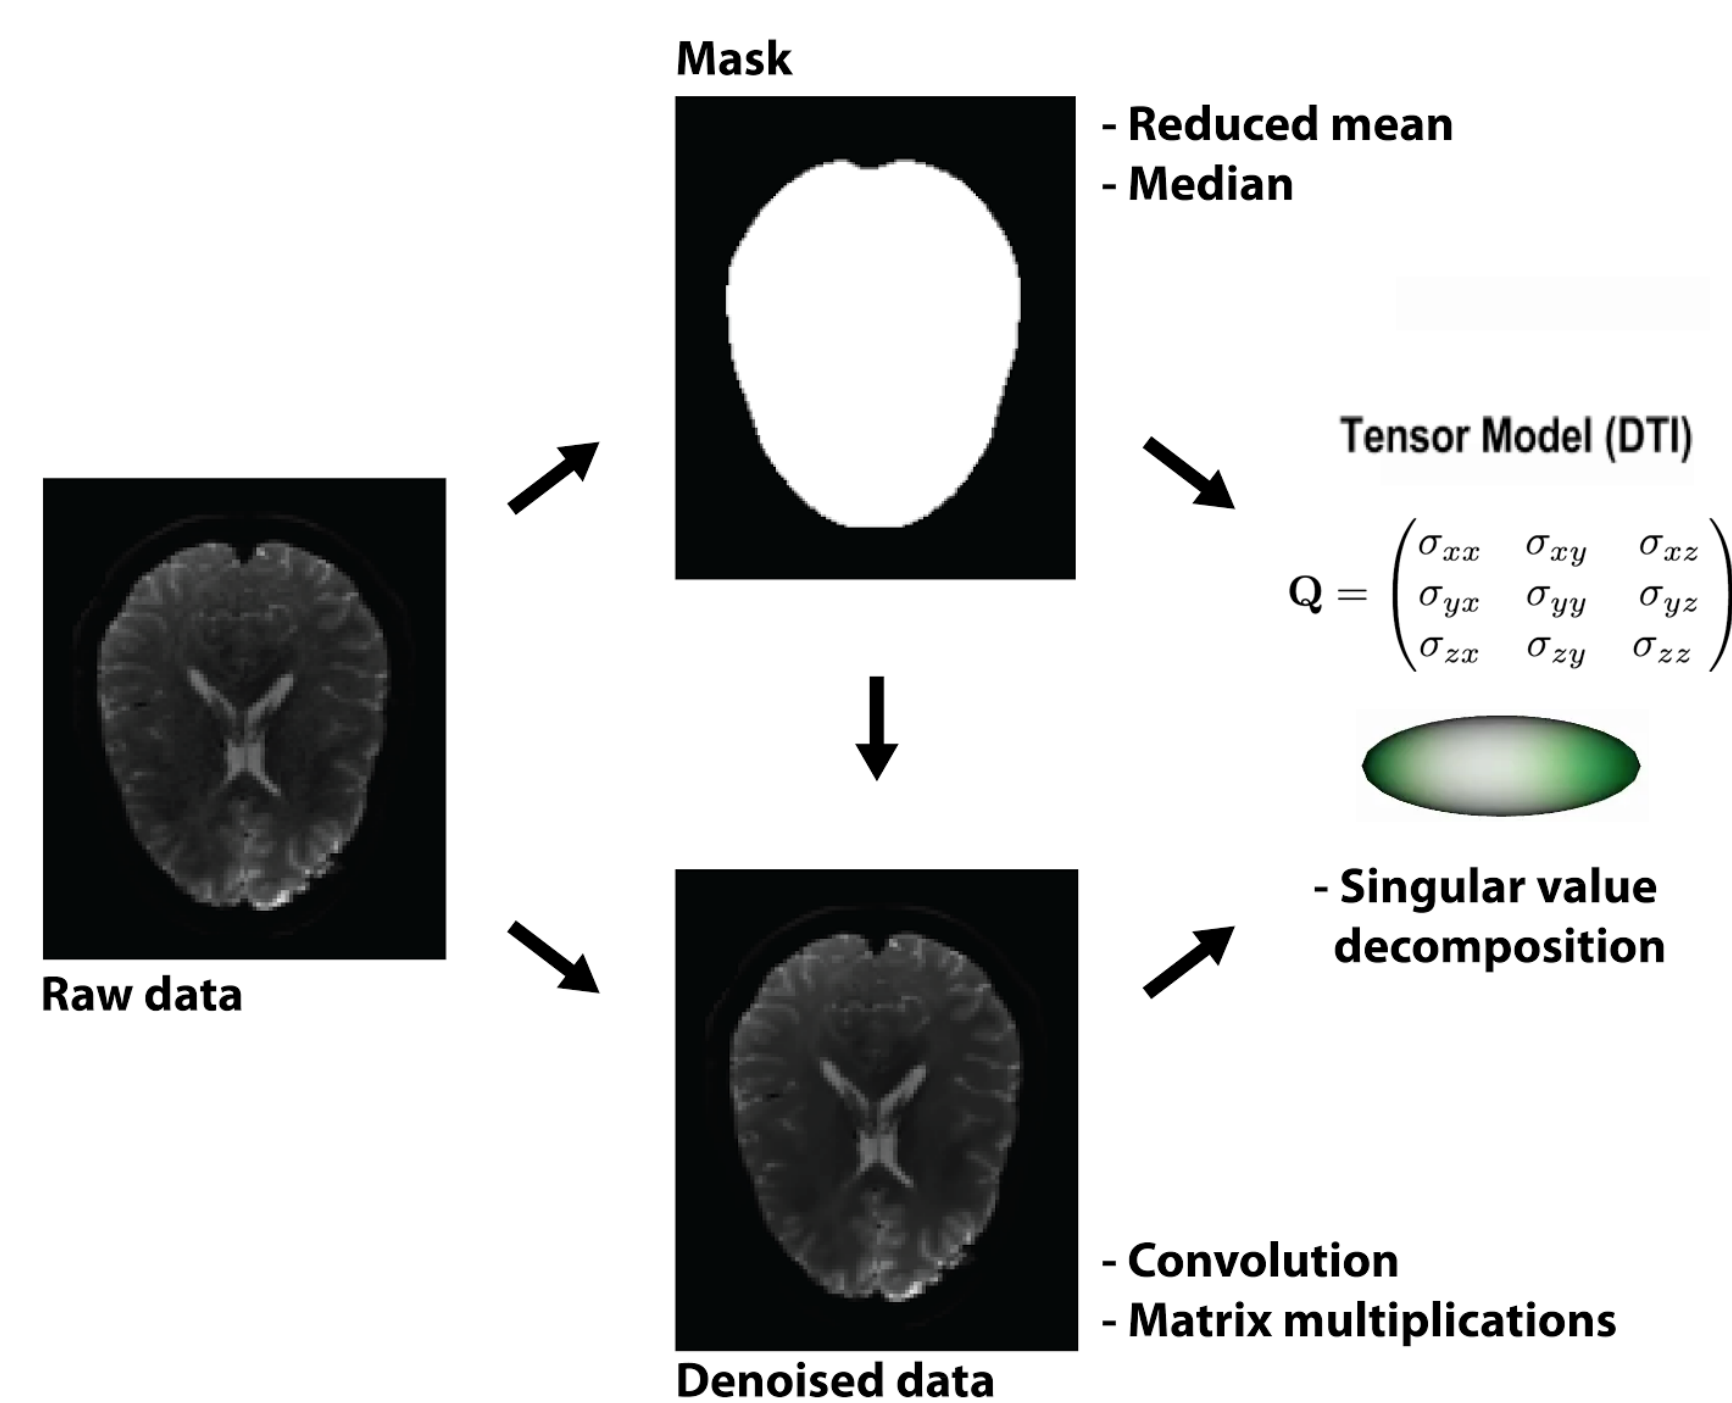 Mask
- Reduced mean
- Median
Tensor Model (DTI)
Q = ( σxx σxy σxz
σyx σyy σyz
σzx σzy σzz )
- Singular value
decomposition
Raw data
- Convolution
- Matrix multiplications
Denoised data